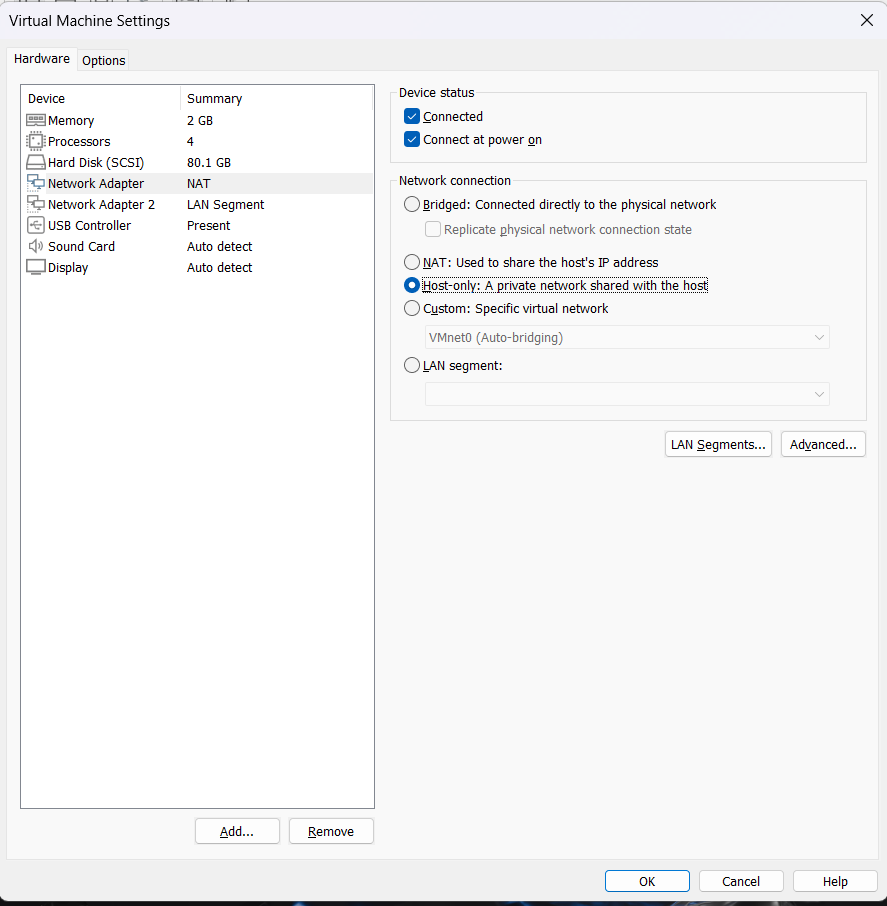 Virtual Machine Settings
Hardware Options
Device Summary
Memory 2 GB
Processors 4
Hard Disk (SCSI) 80.1 GB
Network Adapter NAT
Network Adapter 2 LAN Segment
USB Controller Present
Sound Card Auto detect
Display Auto detect
Add... Remove
Device status
Connected
Connect at power on
Network connection
Bridged: Connected directly to the physical network
Replicate physical network connection state
NAT: Used to share the host's IP address
Host-only: A private network shared with the host
Custom: Specific virtual network
VMnet0 (Auto-bridging)
LAN segment:
LAN Segments... Advanced...
OK Cancel Help